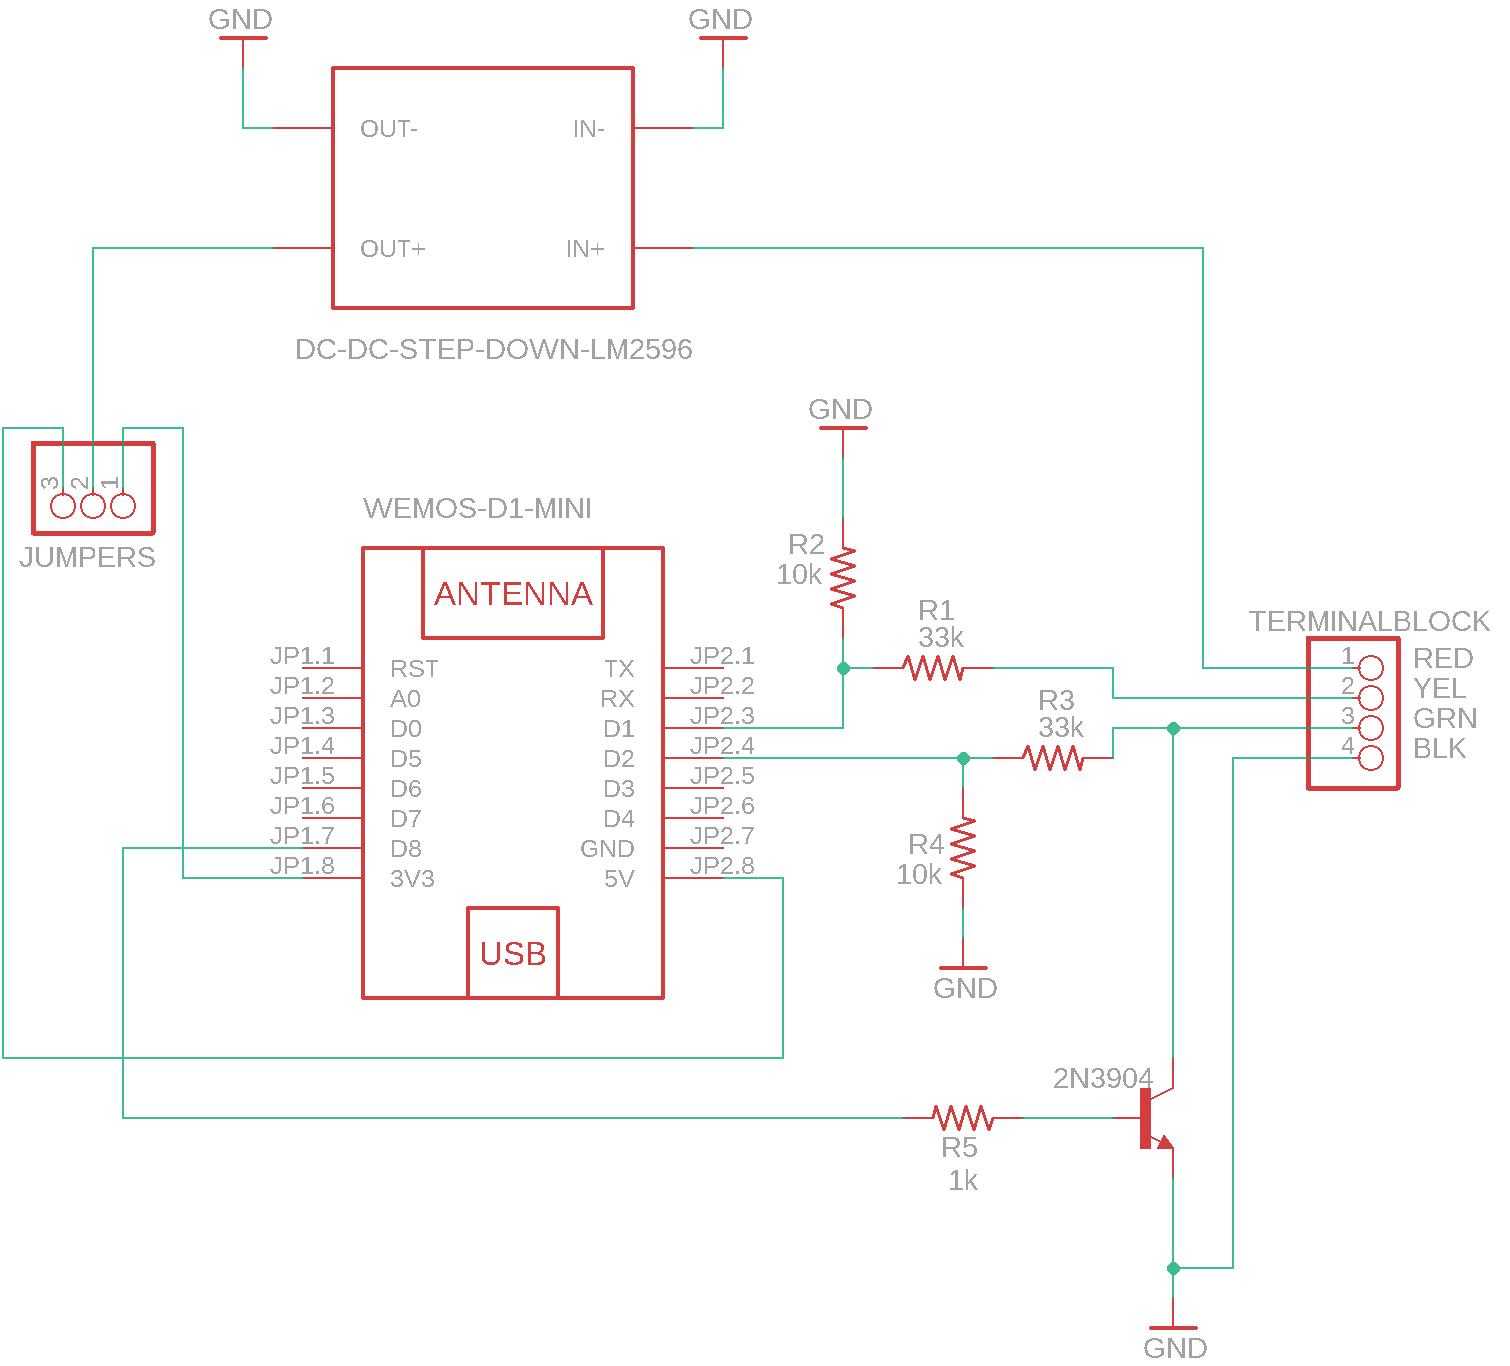 GND
GND
OUT-
IN-
OUT+
IN+
DC-DC-STEP-DOWN-LM2596
GND
3 2 1
JUMPERS
WEMOS-D1-MINI
ANTENNA
R2
10k
R1
33k
R3
33k
TERMINALBLOCK
1 RED
2 YEL
3 GRN
4 BLK
JP1.1 RST TX JP2.1
JP1.2 A0 RX JP2.2
JP1.3 D0 D1 JP2.3
JP1.4 D5 D2 JP2.4
JP1.5 D6 D3 JP2.5
JP1.6 D7 D4 JP2.6
JP1.7 D8 GND JP2.7
JP1.8 3V3 5V JP2.8
R4
10k
USB
GND
2N3904
R5
1k
GND